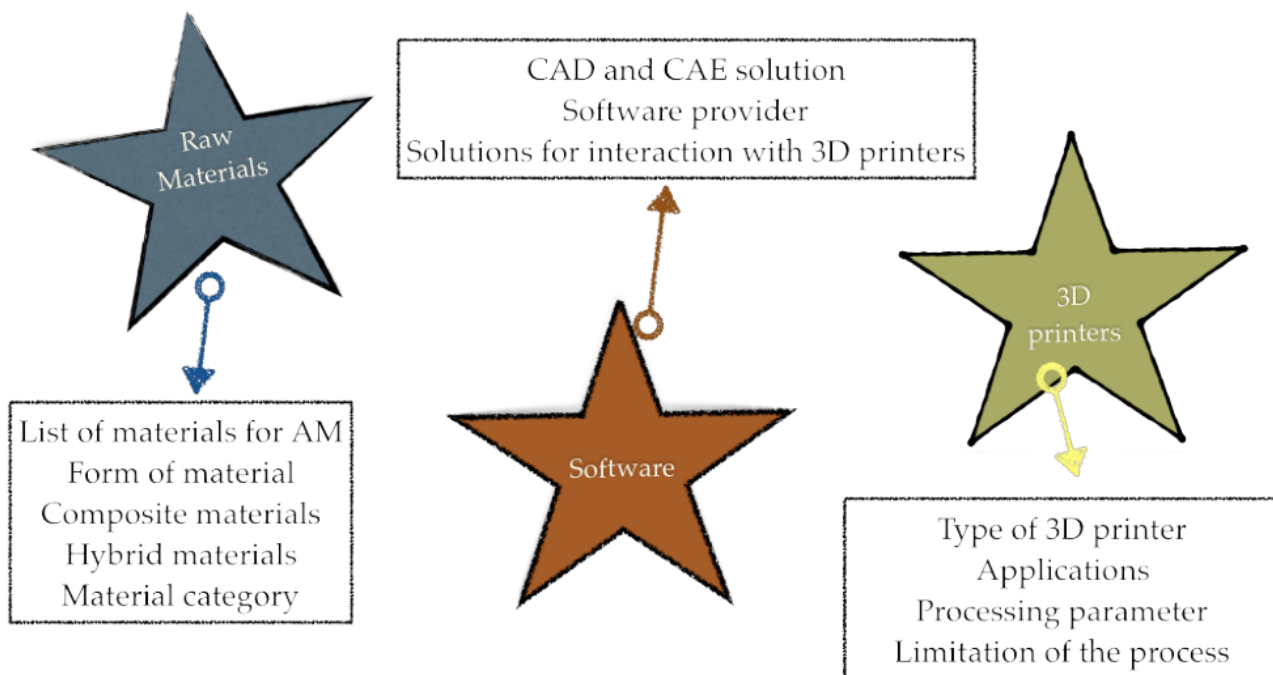 Raw
Materials
List of materials for AM
Form of material
Composite materials
Hybrid materials
Material category
CAD and CAE solution
Software provider
Solutions for interaction with 3D printers
Software
3D
printers
Type of 3D printer
Applications
Processing parameter
Limitation of the process